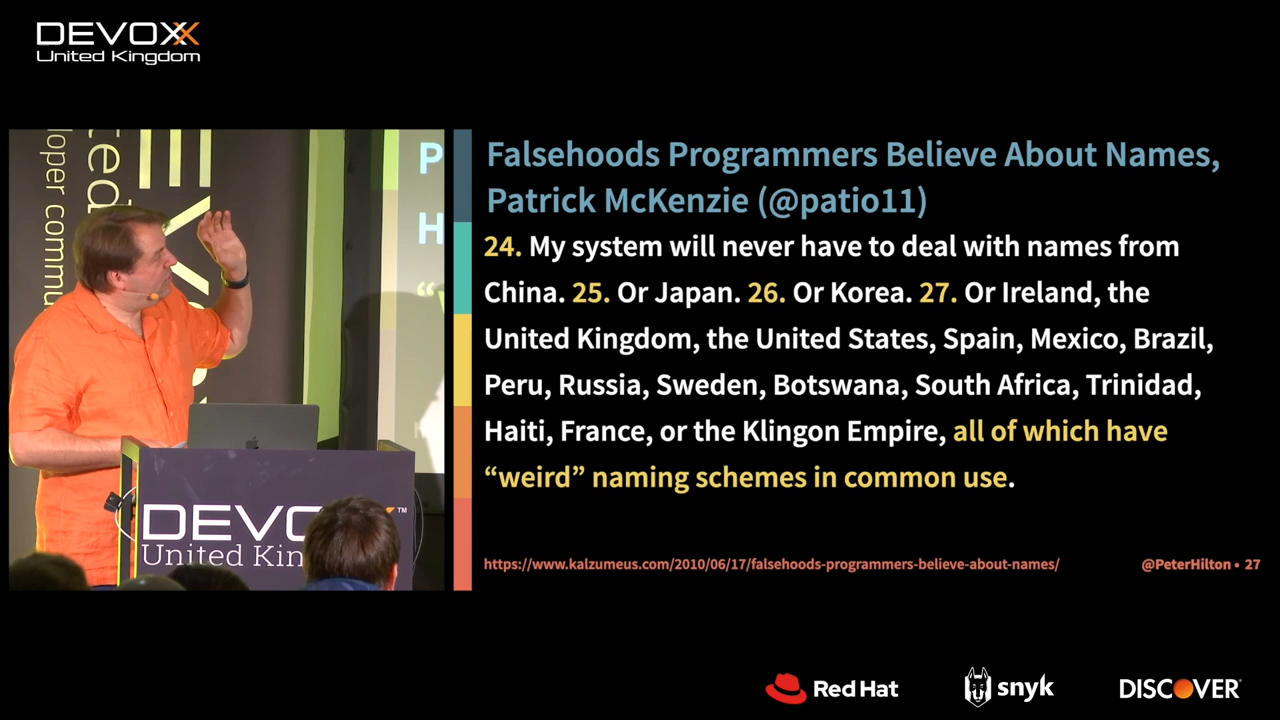 DEVOXX
United Kingdom
Falsehoods Programmers Believe About Names,
Patrick McKenzie (@patio11)
24. My system will never have to deal with names from
China. 25. Or Japan. 26. Or Korea. 27. Or Ireland, the
United Kingdom, the United States, Spain, Mexico, Brazil,
Peru, Russia, Sweden, Botswana, South Africa, Trinidad,
Haiti, France, or the Klingon Empire, all of which have
“weird” naming schemes in common use.
https://www.kalzumeus.com/2010/06/17/falsehoods-programmers-believe-about-names/
@PeterHilton • 27
P
H
DEVO
™
United Kin
Red Hat
snyk
DISCOVER